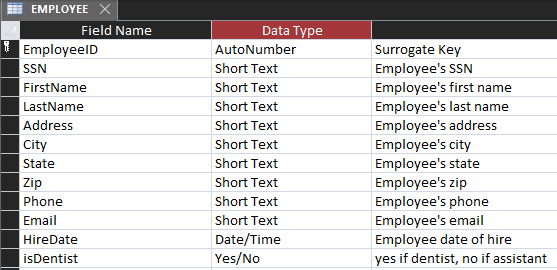 EMPLOYEE
Field Name Data Type
EmployeeID AutoNumber Surrogate Key
SSN Short Text Employee's SSN
FirstName Short Text Employee's first name
LastName Short Text Employee's last name
Address Short Text Employee's address
City Short Text Employee's city
State Short Text Employee's state
Zip Short Text Employee's zip
Phone Short Text Employee's phone
Email Short Text Employee's email
HireDate Date/Time Employee date of hire
isDentist Yes/No yes if dentist, no if assistant